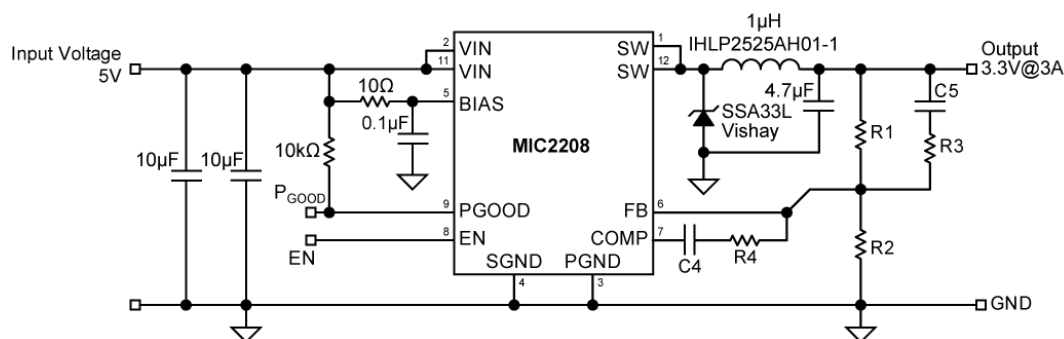 Input Voltage
5V
10µF
10µF
10Ω
0.1µF
10kΩ
PGOOD
EN
2
VIN
11
VIN
5
BIAS
MIC2208
9
PGOOD
8
EN
SGND
4
PGND
3
SW
1
SW
12
FB
6
COMP
7
1µH
IHLP2525AH01-1
SSA33L
Vishay
4.7µF
Output
3.3V@3A
C5
R1
R3
R2
C4
R4
GND